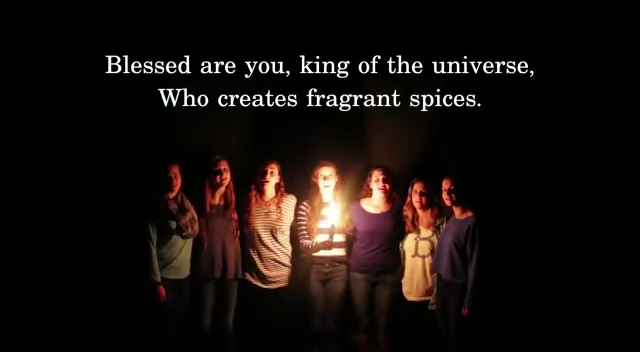 Blessed are you, king of the universe,
Who creates fragrant spices.
B